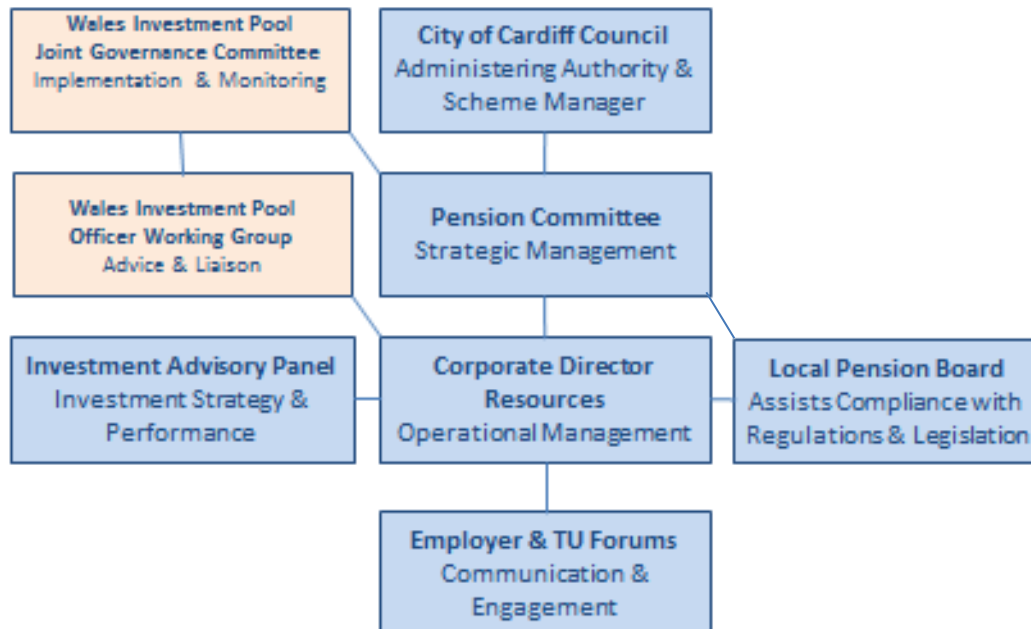 Wales Investment Pool
Joint Governance Committee
Implementation & Monitoring
City of Cardiff Council
Administering Authority &
Scheme Manager
Wales Investment Pool
Officer Working Group
Advice & Liaison
Pension Committee
Strategic Management
Investment Advisory Panel
Investment Strategy &
Performance
Corporate Director
Resources
Operational Management
Local Pension Board
Assists Compliance with
Regulations & Legislation
Employer & TU Forums
Communication &
Engagement